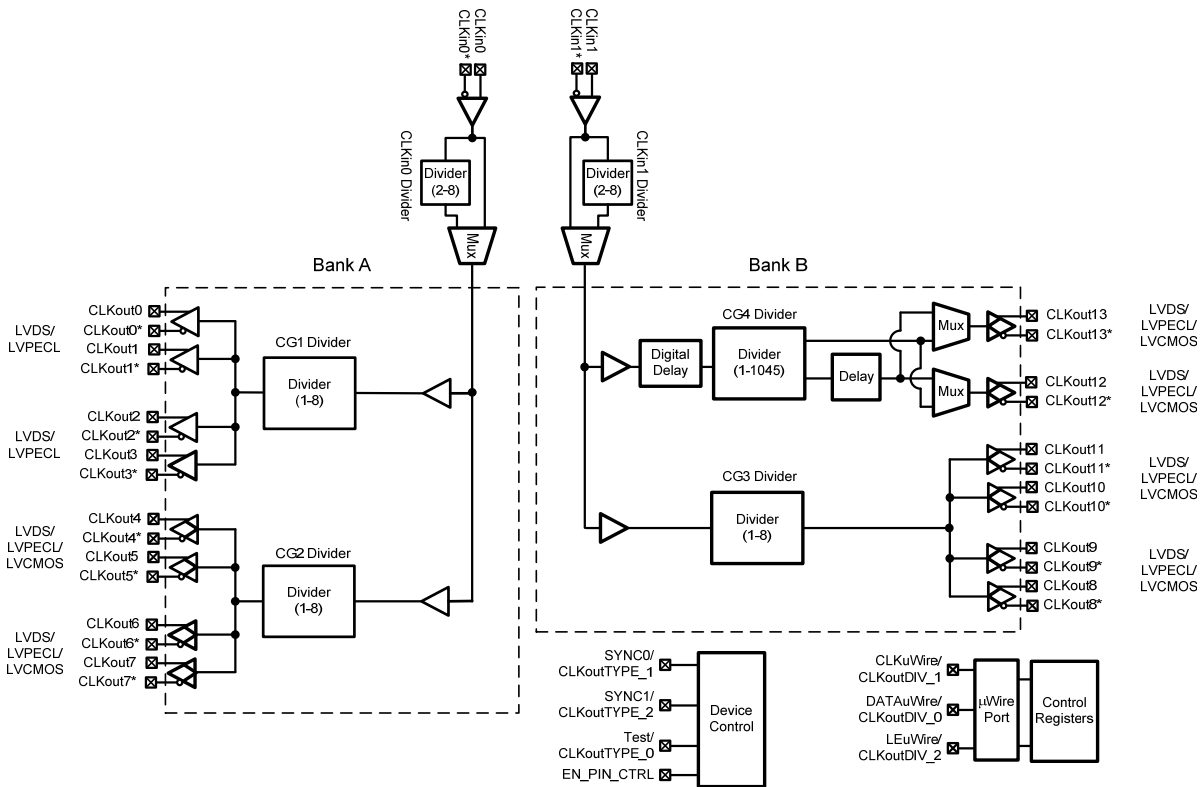 CLKin0*
CLKin0
CLKin1*
CLKin1
CLKin0 Divider
Divider
(2-8)
Divider
(2-8)
CLKin1 Divider
Mux
Mux
Bank A
Bank B
LVDS/
LVPECL
CLKout0
CLKout0*
CLKout1
CLKout1*
LVDS/
LVPECL
CLKout2
CLKout2*
CLKout3
CLKout3*
CG1 Divider
Divider
(1-8)
LVDS/
LVPECL/
LVCMOS
CLKout4
CLKout4*
CLKout5
CLKout5*
LVDS/
LVPECL/
LVCMOS
CLKout6
CLKout6*
CLKout7
CLKout7*
CG2 Divider
Divider
(1-8)
Digital
Delay
CG4 Divider
Divider
(1-1045)
Delay
Mux
Mux
CLKout13
CLKout13*
LVDS/
LVPECL/
LVCMOS
CLKout12
CLKout12*
LVDS/
LVPECL/
LVCMOS
CG3 Divider
Divider
(1-8)
CLKout11
CLKout11*
CLKout10
CLKout10*
LVDS/
LVPECL/
LVCMOS
CLKout9
CLKout9*
CLKout8
CLKout8*
LVDS/
LVPECL/
LVCMOS
SYNC0/
CLKoutTYPE_1
SYNC1/
CLKoutTYPE_2
Test/
CLKoutTYPE_0
EN_PIN_CTRL
Device
Control
CLKuWire/
CLKoutDIV_1
DATAuWire/
CLKoutDIV_0
LEuWire/
CLKoutDIV_2
µWire
Port
Control
Registers